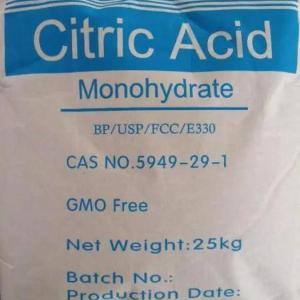 Citric Acid
Monohydrate
BP/USP/FCC/E330
CAS NO.5949-29-1
GMO Free
Net Weight:25kg
Batch No.:
Production Date: